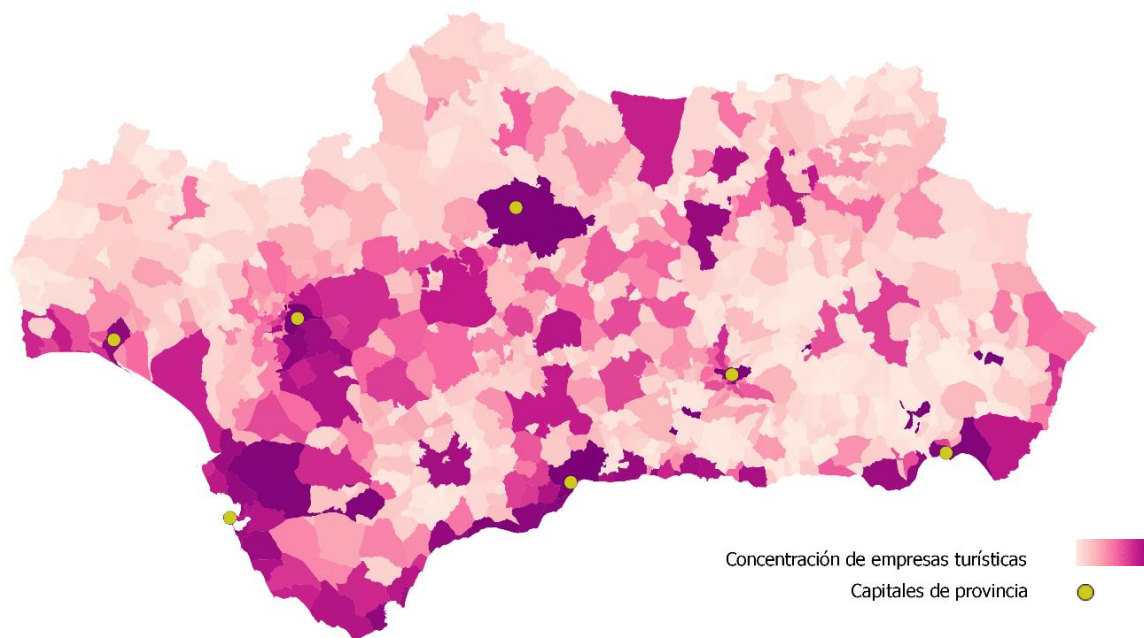 Concentración de empresas turísticas
Capitales de provincia